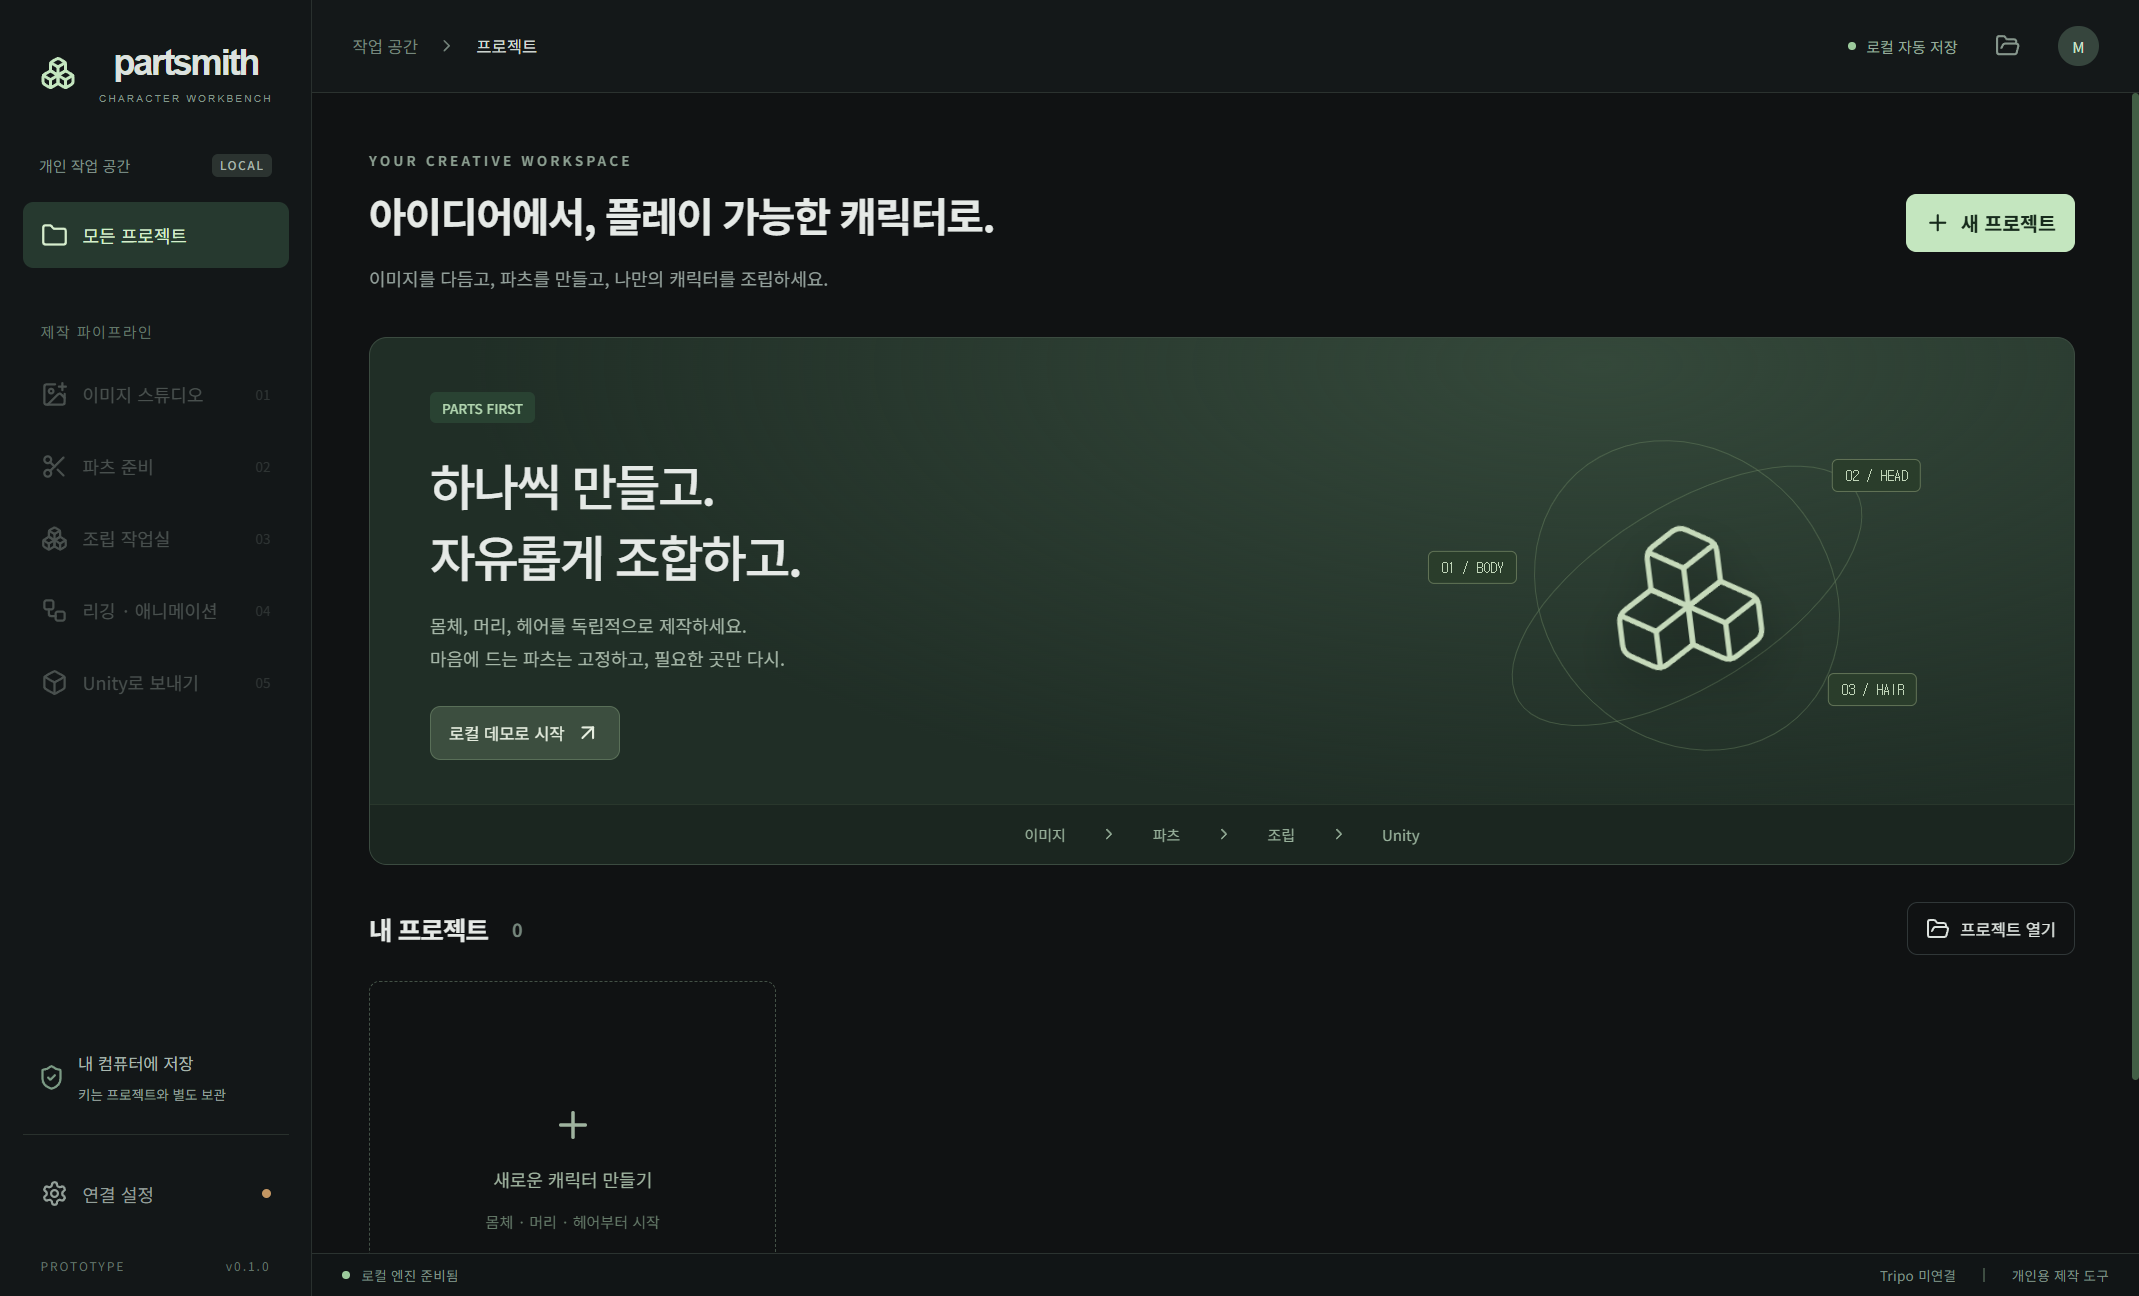 partsmith
CHARACTER WORKBENCH
개인 작업 공간
LOCAL
모든 프로젝트
제작 파이프라인
이미지 스튜디오
01
파츠 준비
02
조립 작업실
03
리깅 · 애니메이션
04
Unity로 보내기
05
내 컴퓨터에 저장
키는 프로젝트와 별도 보관
연결 설정
PROTOTYPE
v0.1.0
작업 공간
프로젝트
로컬 자동 저장
M
YOUR CREATIVE WORKSPACE
아이디어에서, 플레이 가능한 캐릭터로.
이미지를 다듬고, 파츠를 만들고, 나만의 캐릭터를 조립하세요.
새 프로젝트
PARTS FIRST
하나씩 만들고.
자유롭게 조합하고.
몸체, 머리, 헤어를 독립적으로 제작하세요.
마음에 드는 파츠는 고정하고, 필요한 곳만 다시.
로컬 데모로 시작
02 / HEAD
01 / BODY
03 / HAIR
이미지
파츠
조립
Unity
내 프로젝트
0
프로젝트 열기
새로운 캐릭터 만들기
몸체 · 머리 · 헤어부터 시작
로컬 엔진 준비됨
Tripo 미연결
개인용 제작 도구